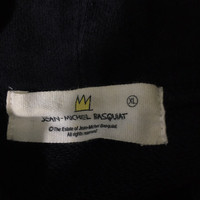 XL
JEAN-MICHEL BASQUIAT
© The Estate of Jean-Michel Basquiat
All rights reserved